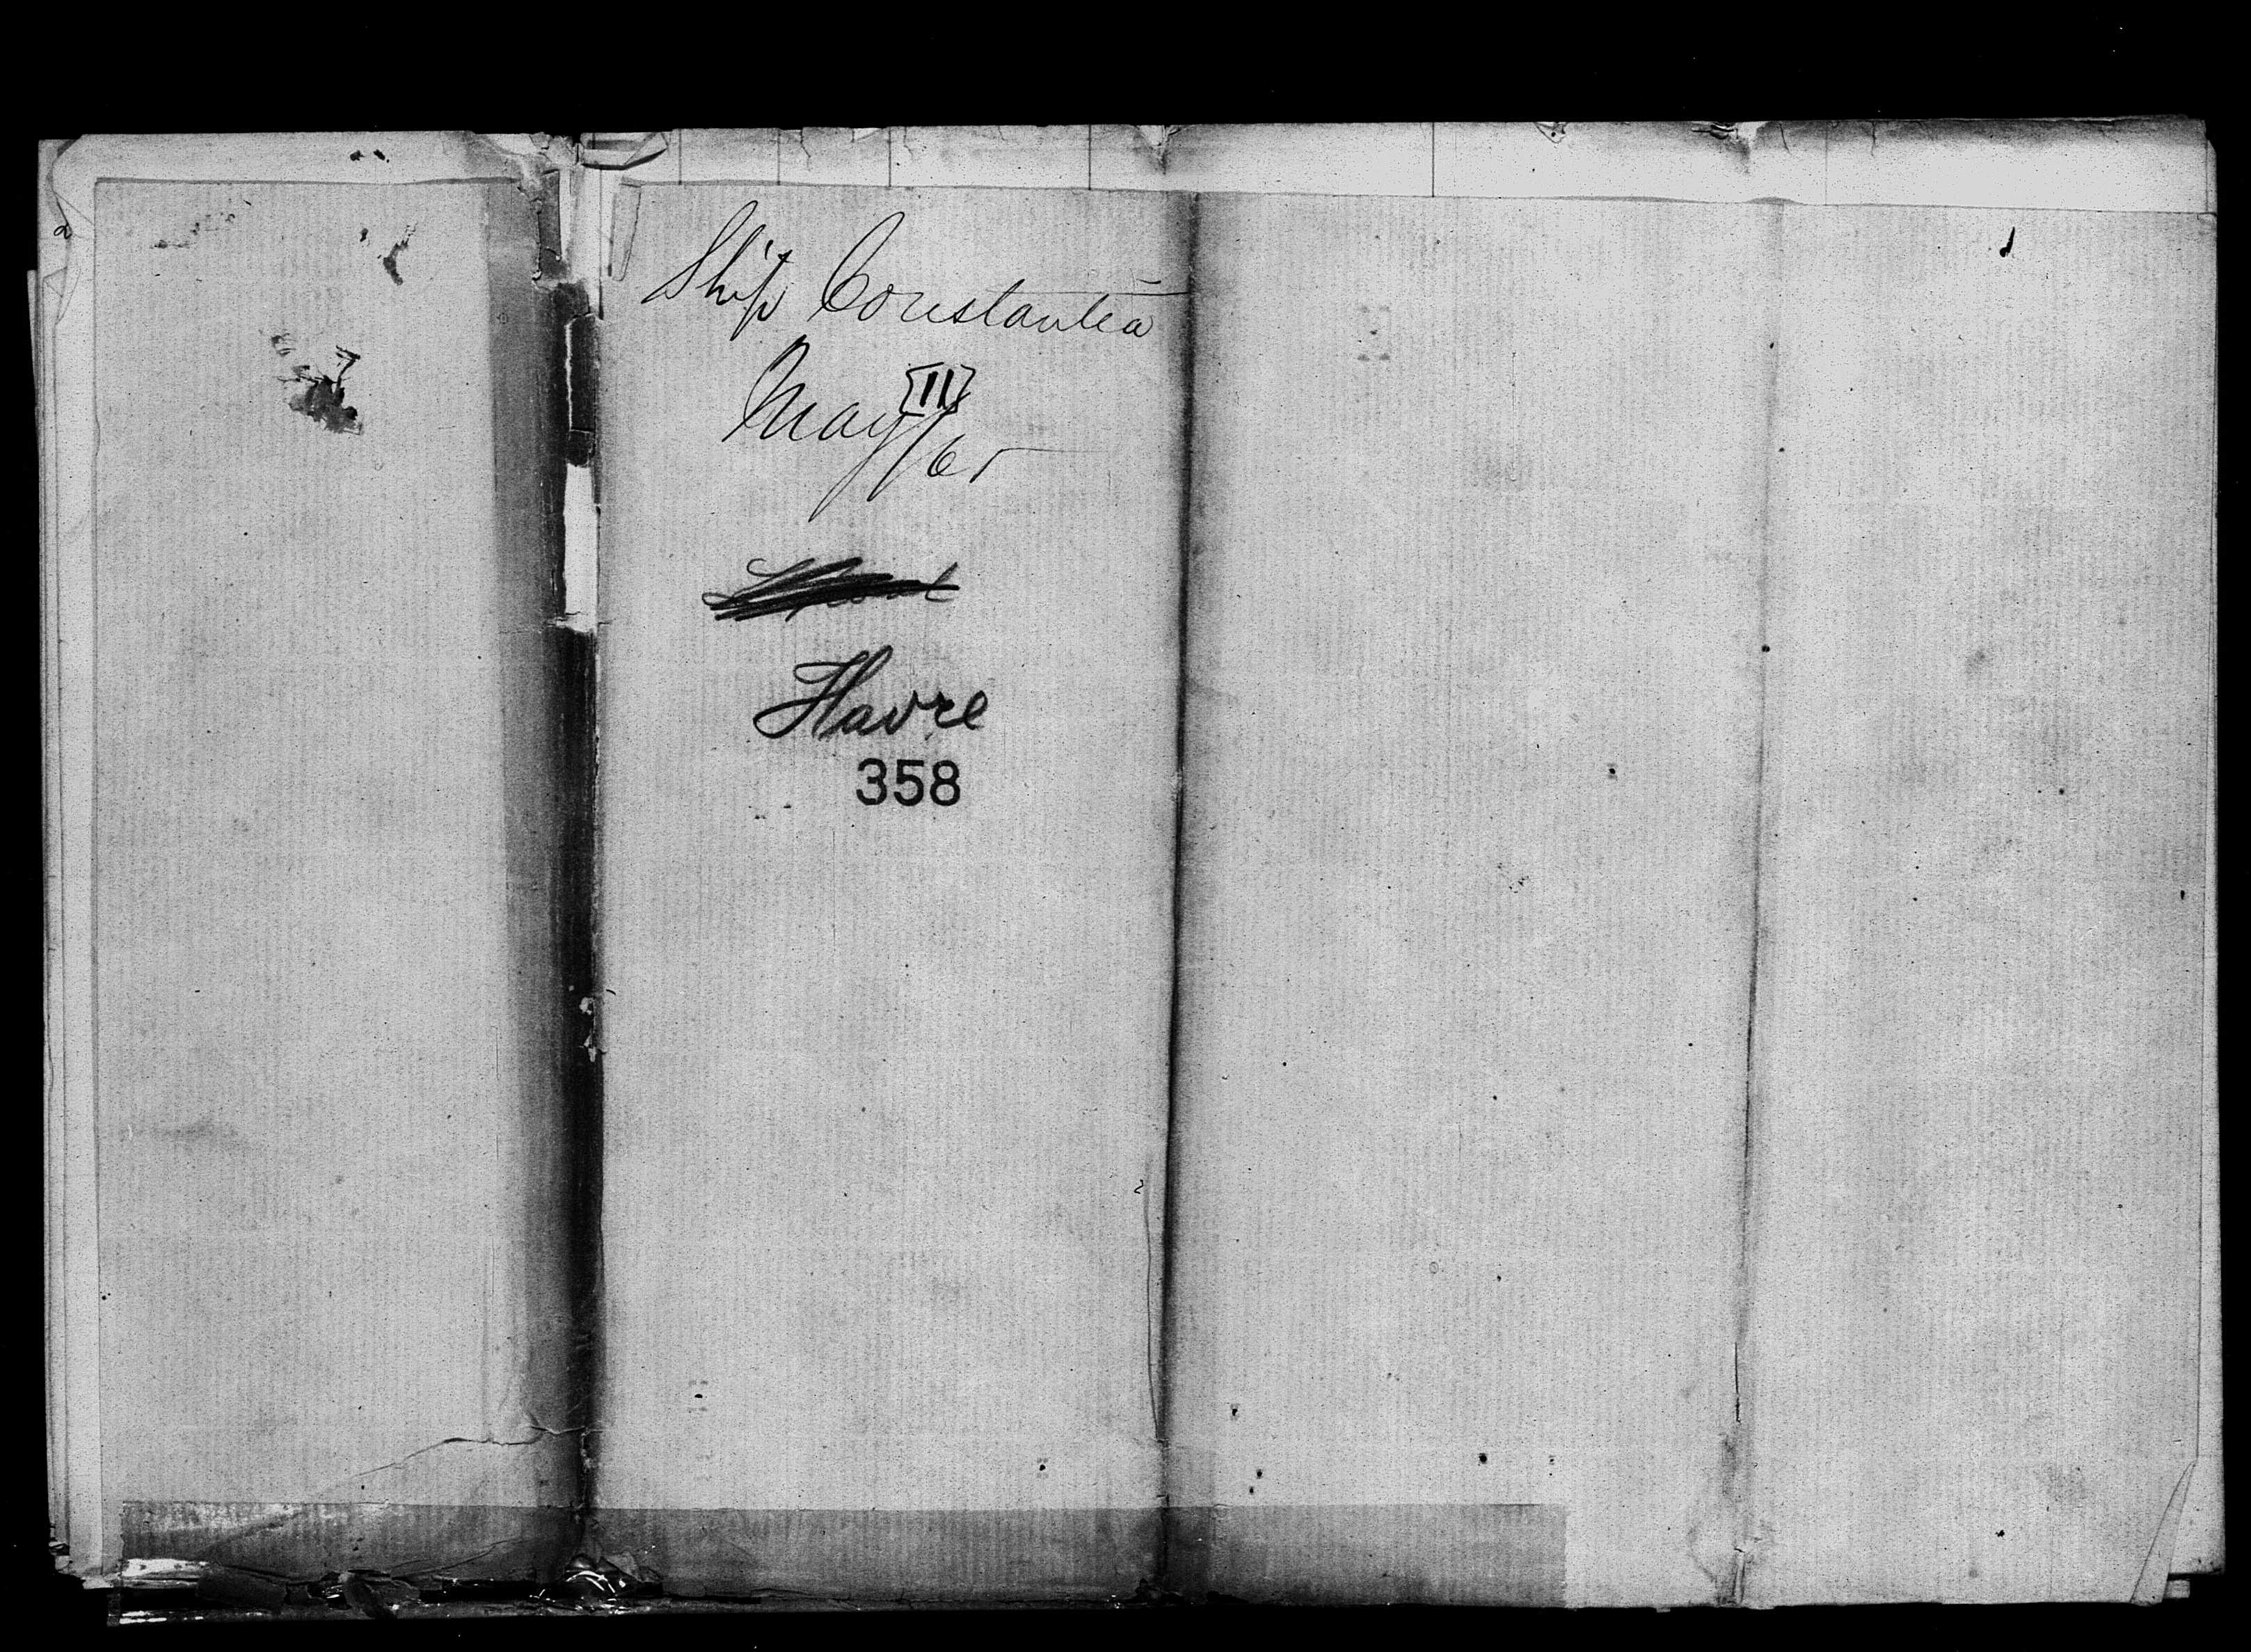 Ship Constantia
[11]
May /65
Havre
358